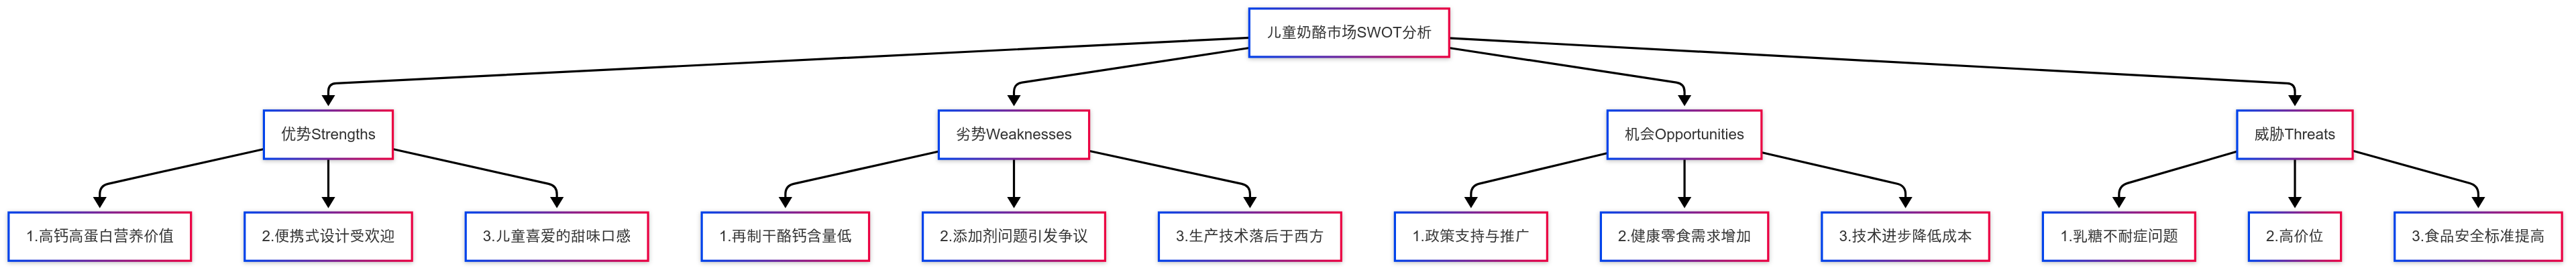 儿童奶酪市场SWOT分析
优势Strengths
劣势Weaknesses
机会Opportunities
威胁Threats
1.高钙高蛋白营养价值
2.便携式设计受欢迎
3.儿童喜爱的甜味口感
1.再制干酪钙含量低
2.添加剂问题引发争议
3.生产技术落后于西方
1.政策支持与推广
2.健康零食需求增加
3.技术进步降低成本
1.乳糖不耐症问题
2.高价位
3.食品安全标准提高